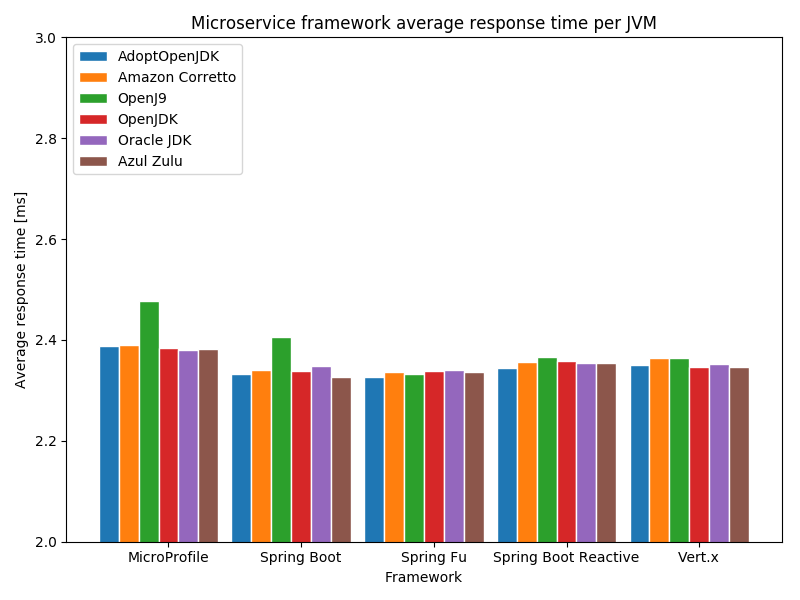 Microservice framework average response time per JVM
AdoptOpenJDK
Amazon Corretto
OpenJ9
OpenJDK
Oracle JDK
Azul Zulu
Average response time [ms]
3.0
2.8
2.6
2.4
2.2
2.0
MicroProfile
Spring Boot
Spring Fu
Spring Boot Reactive
Vert.x
Framework